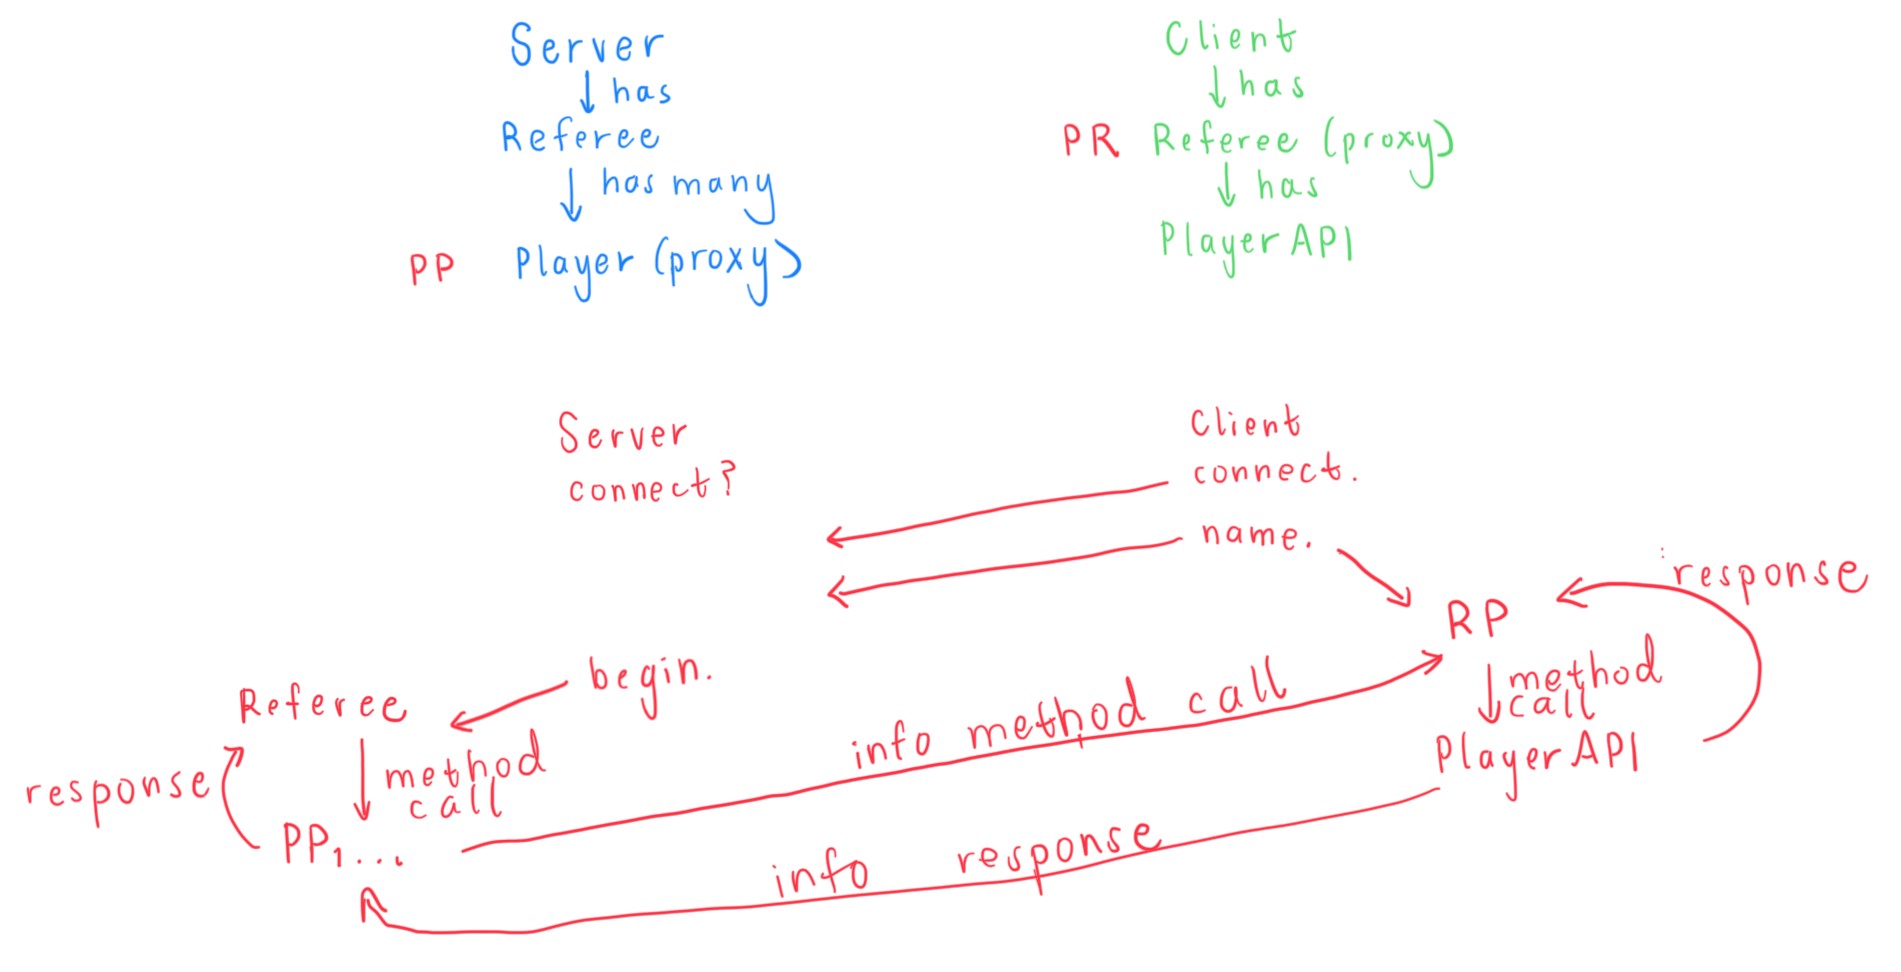 Server
has
Referee
has many
PP Player (proxy)
Client
has
PR Referee (proxy)
has
Player API
Server
connect?
Client
connect.
name.
RP
response
method
call
Player API
begin.
Referee
method
call
response
PP1...
info method call
info response